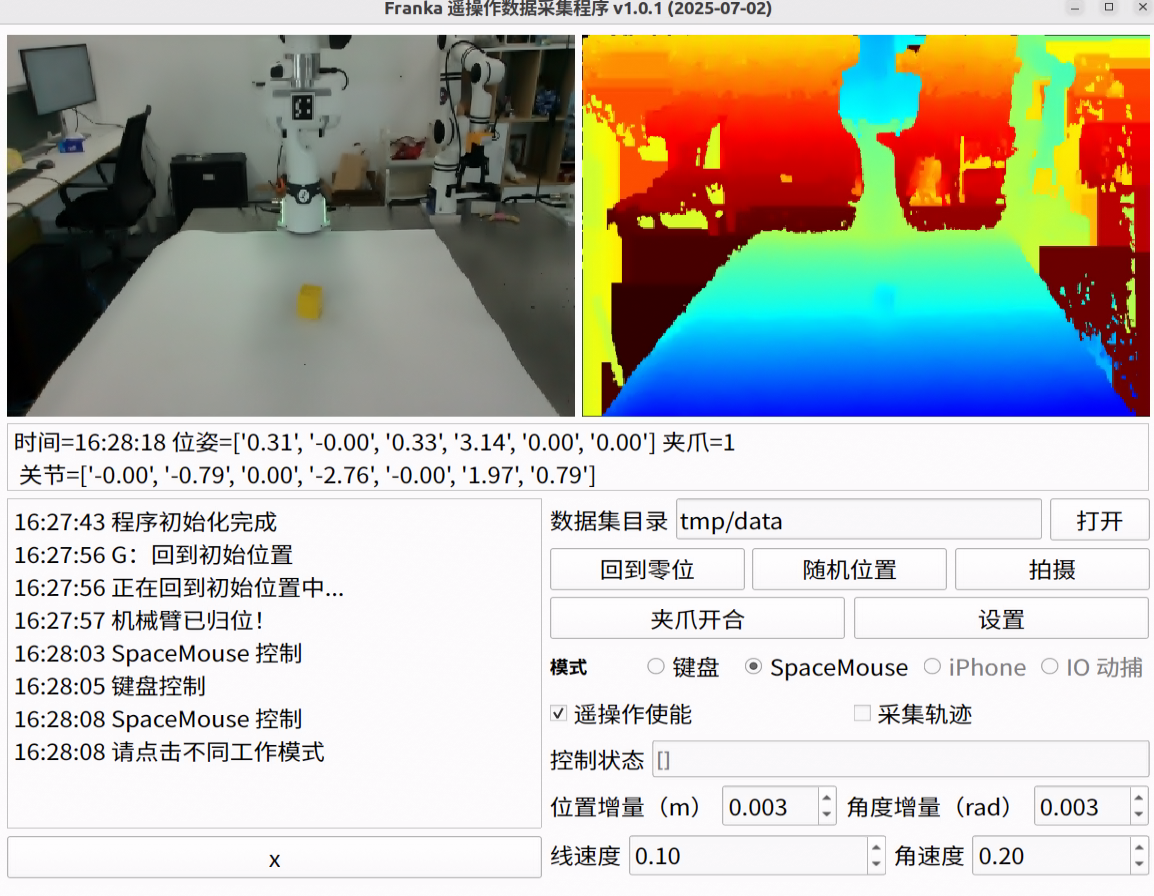 Franka 遥操作数据采集程序 v1.0.1 (2025-07-02)
时间=16:28:18 位姿=['0.31', '-0.00', '0.33', '3.14', '0.00', '0.00'] 夹爪=1
关节=['-0.00', '-0.79', '0.00', '-2.76', '-0.00', '1.97', '0.79']
16:27:43 程序初始化完成
16:27:56 G：回到初始位置
16:27:56 正在回到初始位置中...
16:27:57 机械臂已归位！
16:28:03 SpaceMouse 控制
16:28:05 键盘控制
16:28:08 SpaceMouse 控制
16:28:08 请点击不同工作模式
x
数据集目录 tmp/data 打开
回到零位 随机位置 拍摄
夹爪开合 设置
模式 键盘 SpaceMouse iPhone IO 动捕
遥操作使能 采集轨迹
控制状态 []
位置增量（m） 0.003 角度增量（rad） 0.003
线速度 0.10 角速度 0.20